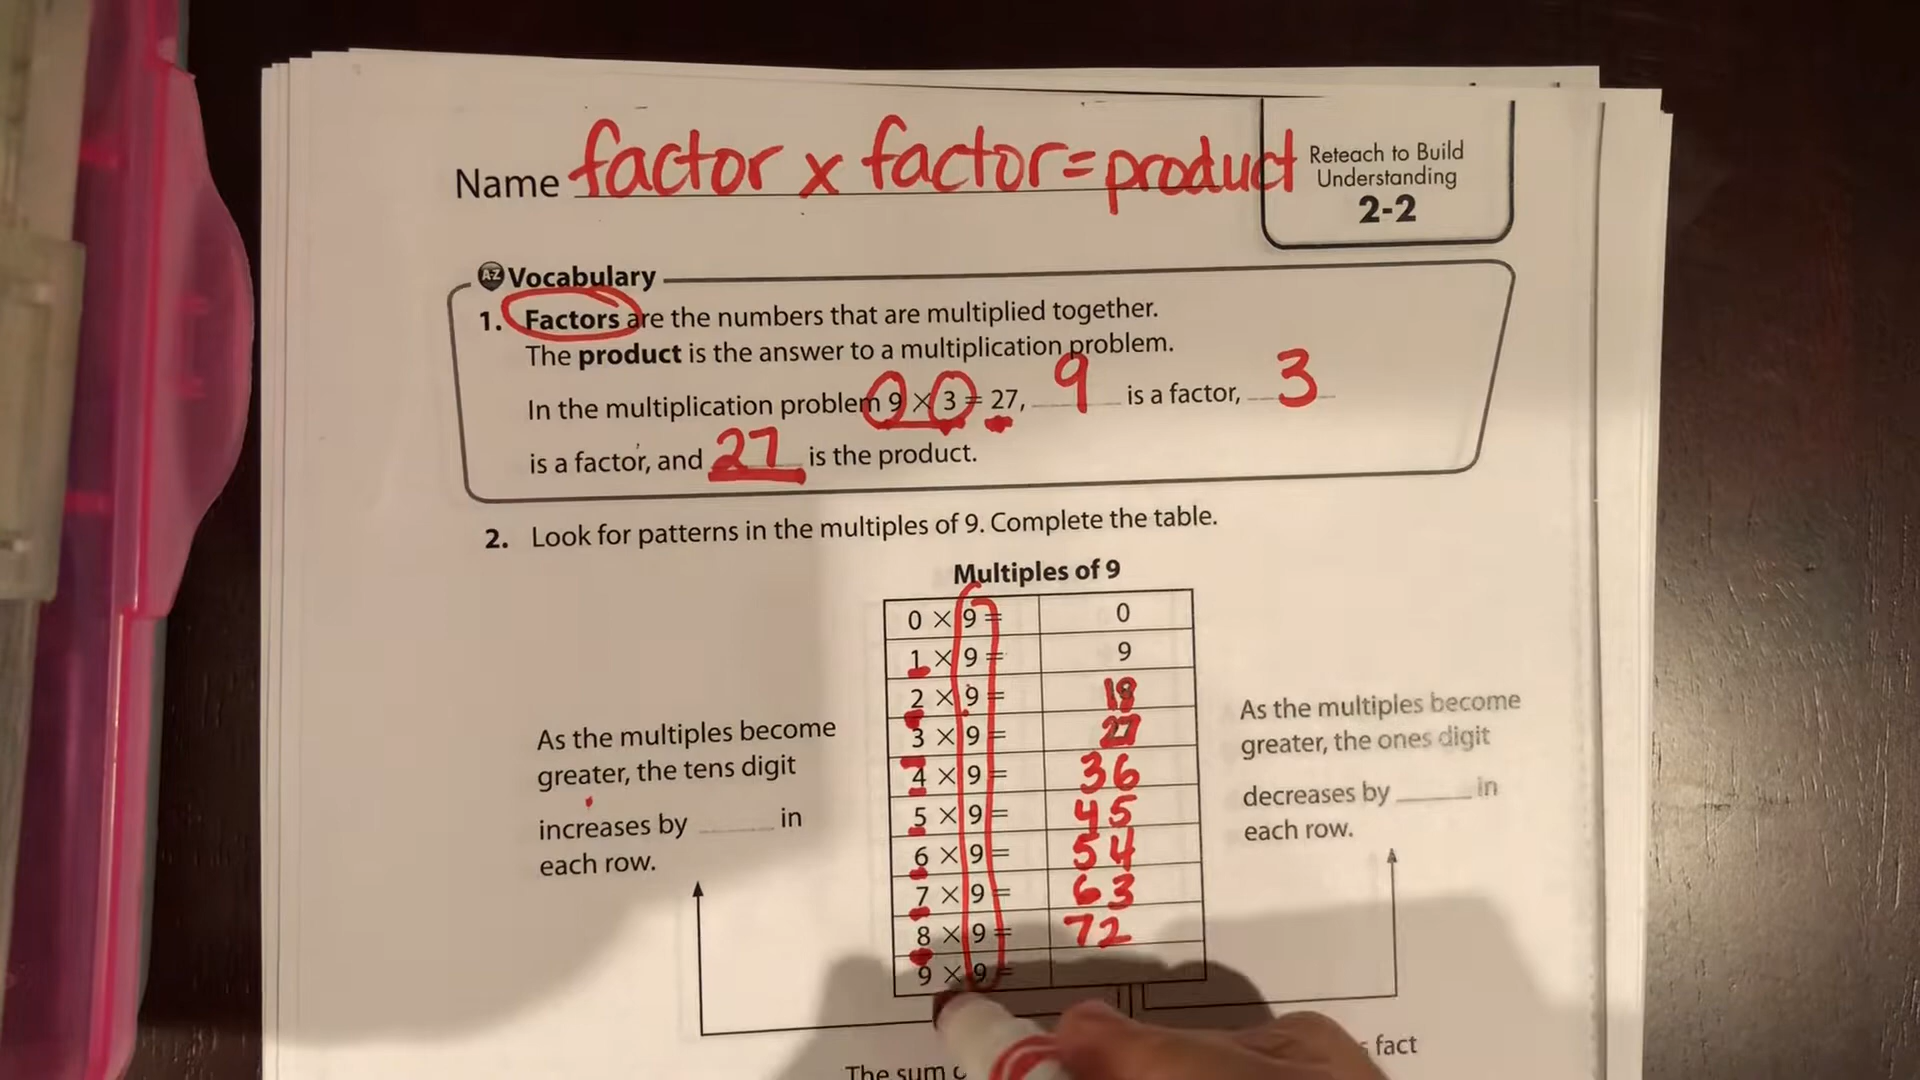 Name factor x factor = product
Reteach to Build
Understanding
2-2
A-Z Vocabulary
1. Factors are the numbers that are multiplied together.
The product is the answer to a multiplication problem.
In the multiplication problem 9 × 3 = 27, 9 is a factor, 3
is a factor, and 27 is the product.
2. Look for patterns in the multiples of 9. Complete the table.
Multiples of 9
0 × 9 = 0
1 × 9 = 9
2 × 9 = 18
3 × 9 = 27
4 × 9 = 36
5 × 9 = 45
6 × 9 = 54
7 × 9 = 63
8 × 9 = 72
9 × 9 =
As the multiples become
greater, the tens digit
increases by ____ in
each row.
As the multiples become
greater, the ones digit
decreases by ____ in
each row.
fact
The sum